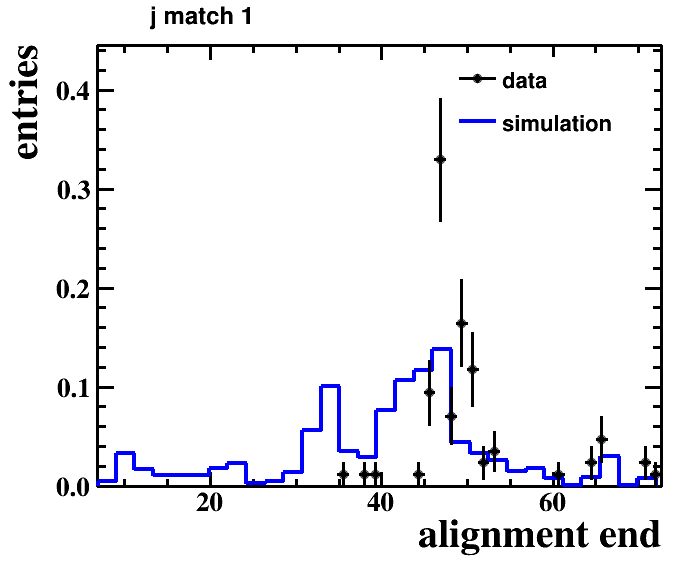 j match 1
entries
data
simulation
0.4
0.3
0.2
0.1
0.0
20
40
60
alignment end